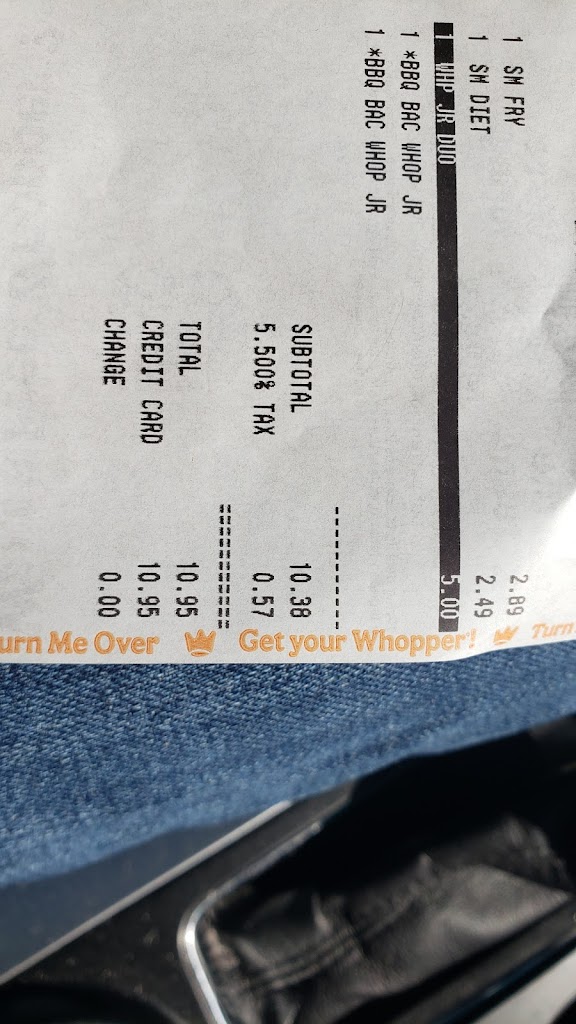 1 SM FRY 2.89
1 SM DIET 2.49
1 WHP JR DUO 5.00
1 *BBQ BAC WHOP JR
1 *BBQ BAC WHOP JR
----------
SUBTOTAL 10.38
5.500% TAX 0.57
==========
TOTAL 10.95
CREDIT CARD 10.95
CHANGE 0.00
urn Me Over Get your Whopper! Turn